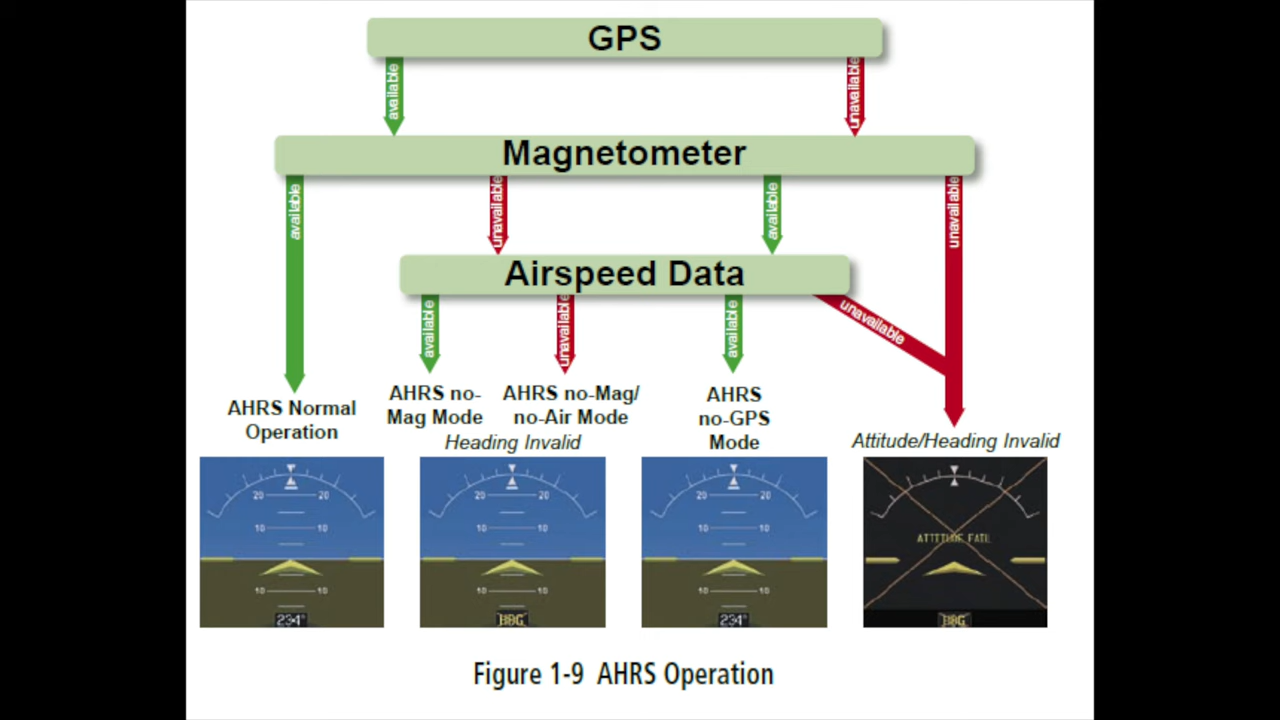 GPS
available
unavailable
Magnetometer
available
unavailable
available
unavailable
Airspeed Data
available
unavailable
available
unavailable
AHRS Normal
Operation
AHRS no-
Mag Mode
AHRS no-Mag/
no-Air Mode
Heading Invalid
AHRS
no-GPS
Mode
Attitude/Heading Invalid
20 20
10 10
10 10
234°
20 20
10 10
10 10
20 20
10 10
10 10
234°
ATTITUDE FAIL
Figure 1-9 AHRS Operation